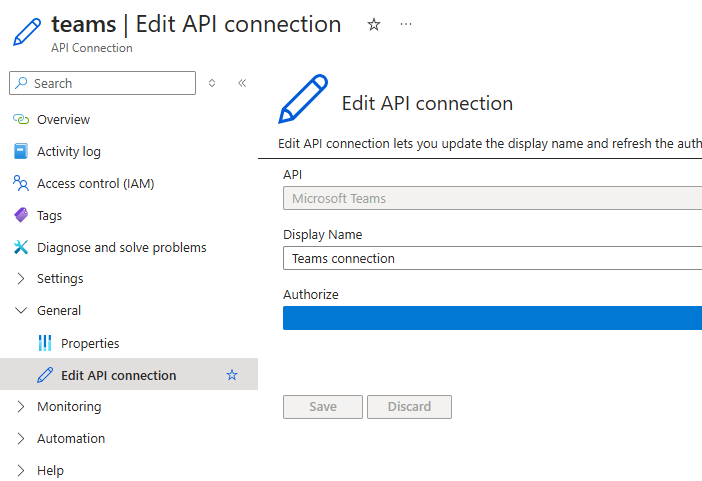 teams | Edit API connection
API Connection
Search
Overview
Activity log
Access control (IAM)
Tags
Diagnose and solve problems
Settings
General
Properties
Edit API connection
Monitoring
Automation
Help
Edit API connection
Edit API connection lets you update the display name and refresh the auth
API
Microsoft Teams
Display Name
Teams connection
Authorize
Save
Discard